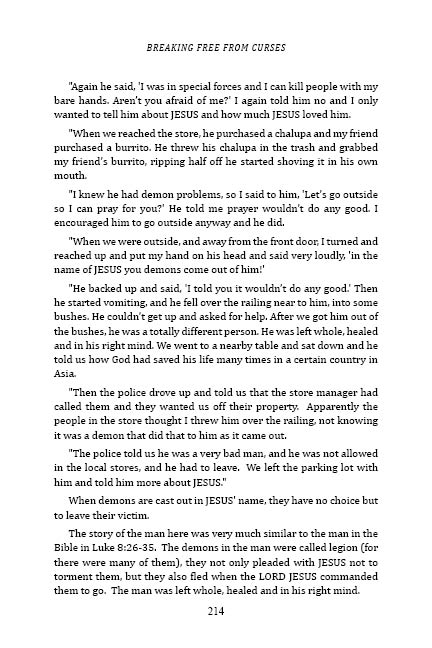 BREAKING FREE FROM CURSES
"Again he said, 'I was in special forces and I can kill people with my
bare hands. Aren't you afraid of me?' I again told him no and I only
wanted to tell him about JESUS and how much JESUS loved him.
"When we reached the store, he purchased a chalupa and my friend
purchased a burrito. He threw his chalupa in the trash and grabbed
my friend's burrito, ripping half off he started shoving it in his own
mouth.
"I knew he had demon problems, so I said to him, 'Let's go outside
so I can pray for you?' He told me prayer wouldn't do any good. I
encouraged him to go outside anyway and he did.
"When we were outside, and away from the front door, I turned and
reached up and put my hand on his head and said very loudly, 'in the
name of JESUS you demons come out of him!'
"He backed up and said, 'I told you it wouldn't do any good.' Then
he started vomiting, and he fell over the railing near to him, into some
bushes. He couldn't get up and asked for help. After we got him out of
the bushes, he was a totally different person. He was left whole, healed
and in his right mind. We went to a nearby table and sat down and he
told us how God had saved his life many times in a certain country in
Asia.
"Then the police drove up and told us that the store manager had
called them and they wanted us off their property. Apparently the
people in the store thought I threw him over the railing, not knowing
it was a demon that did that to him as it came out.
"The police told us he was a very bad man, and he was not allowed
in the local stores, and he had to leave. We left the parking lot with
him and told him more about JESUS."
When demons are cast out in JESUS' name, they have no choice but
to leave their victim.
The story of the man here was very much similar to the man in the
Bible in Luke 8:26-35. The demons in the man were called legion (for
there were many of them), they not only pleaded with JESUS not to
torment them, but they also fled when the LORD JESUS commanded
them to go. The man was left whole, healed and in his right mind.
214